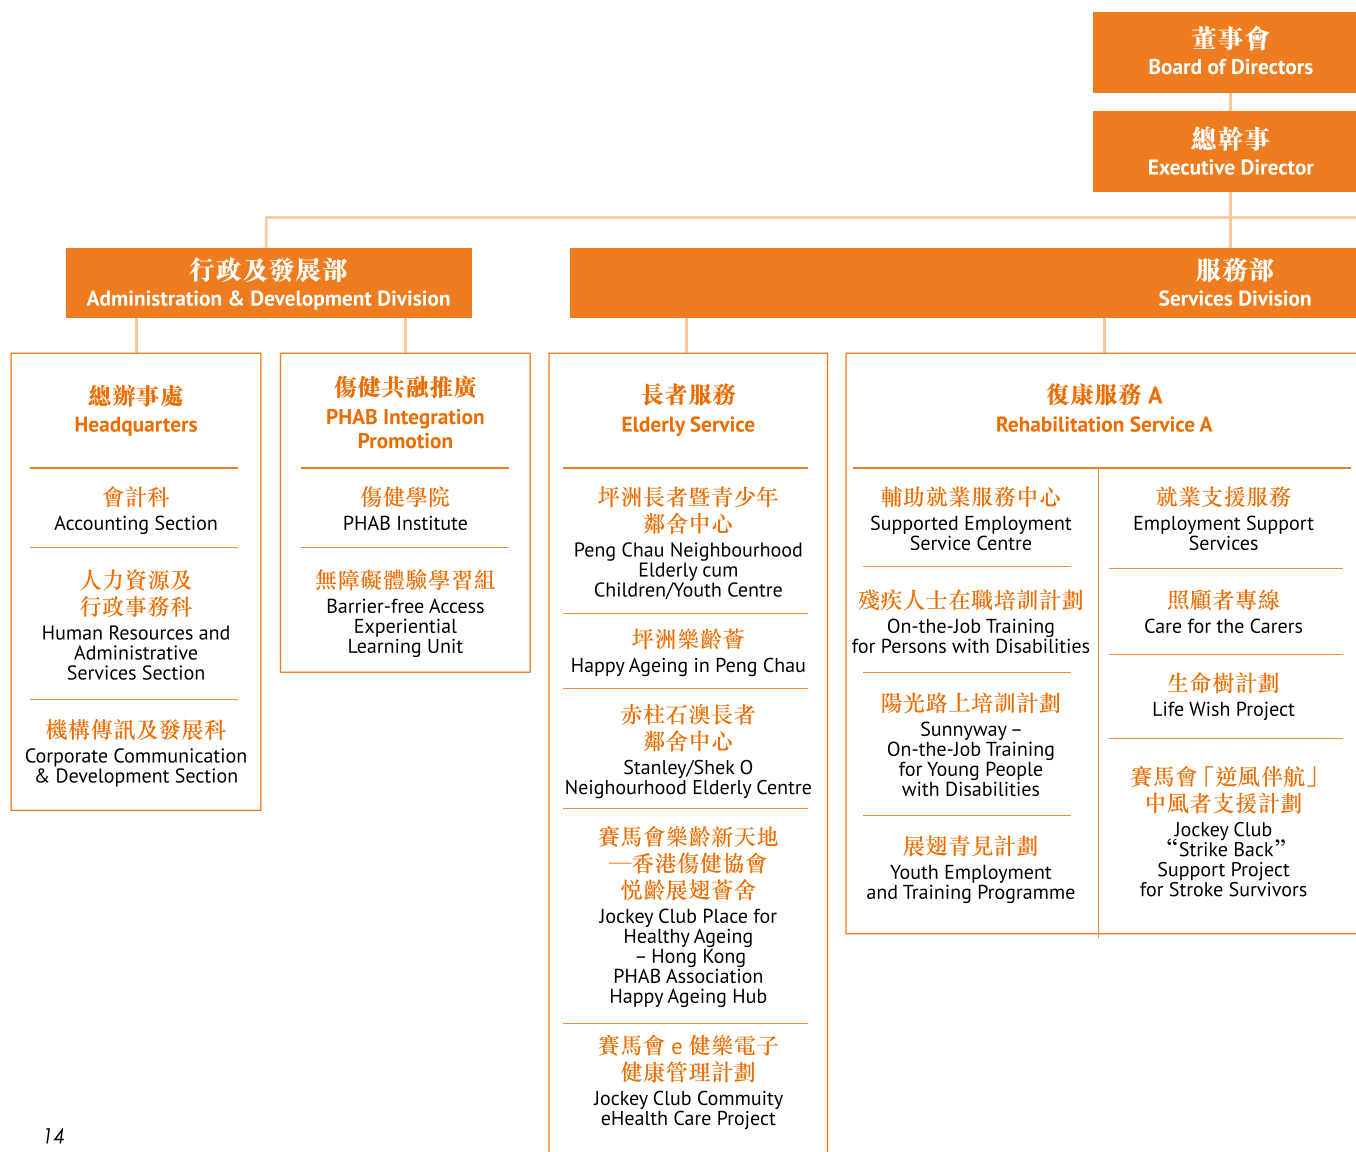 董事會
Board of Directors
總幹事
Executive Director
行政及發展部
Administration & Development Division
服務部
Services Division
總辦事處
Headquarters
會計科
Accounting Section
人力資源及
行政事務科
Human Resources and
Administrative
Services Section
機構傳訊及發展科
Corporate Communication
& Development Section
傷健共融推廣
PHAB Integration
Promotion
傷健學院
PHAB Institute
無障礙體驗學習組
Barrier-free Access
Experiential
Learning Unit
長者服務
Elderly Service
坪洲長者暨青少年
鄰舍中心
Peng Chau Neighbourhood
Elderly cum
Children/Youth Centre
坪洲樂齡薈
Happy Ageing in Peng Chau
赤柱石澳長者
鄰舍中心
Stanley/Shek O
Neighourhood Elderly Centre
賽馬會樂齡新天地
—香港傷健協會
悦齡展翅薈舍
Jockey Club Place for
Healthy Ageing
– Hong Kong
PHAB Association
Happy Ageing Hub
賽馬會 e 健樂電子
健康管理計劃
Jockey Club Commuity
eHealth Care Project
復康服務 A
Rehabilitation Service A
輔助就業服務中心
Supported Employment
Service Centre
殘疾人士在職培訓計劃
On-the-Job Training
for Persons with Disabilities
陽光路上培訓計劃
Sunnyway –
On-the-Job Training
for Young People
with Disabilities
展翅青見計劃
Youth Employment
and Training Programme
就業支援服務
Employment Support
Services
照顧者專線
Care for the Carers
生命樹計劃
Life Wish Project
賽馬會「逆風伴航」
中風者支援計劃
Jockey Club
“Strike Back”
Support Project
for Stroke Survivors
14